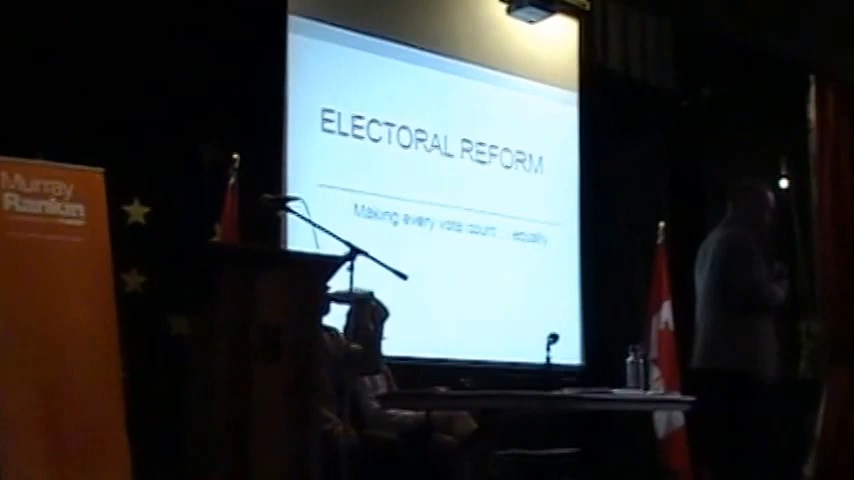 Murray
Rankin
ELECTORAL REFORM
Making every vote count ... equally